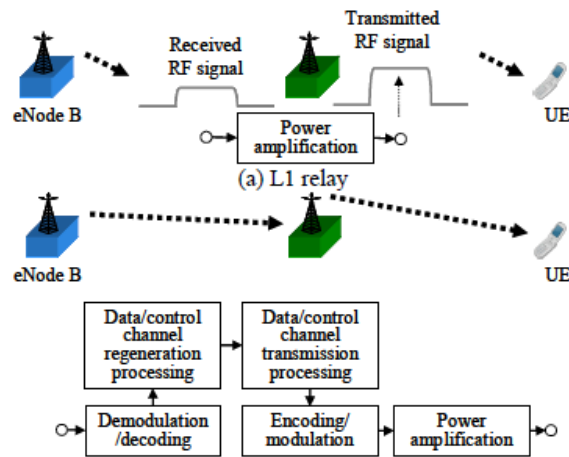 Received
RF signal
Transmitted
RF signal
eNode B
UE
Power
amplification
(a) L1 relay
eNode B
UE
Data/control
channel
regeneration
processing
Data/control
channel
transmission
processing
Demodulation
/decoding
Encoding/
modulation
Power
amplification